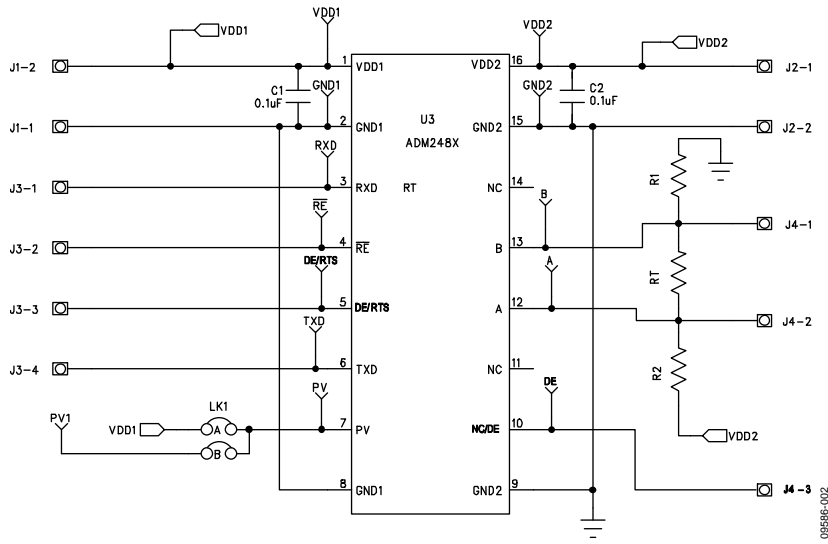 VDD1
VDD1
J1-2
1
VDD1
C1
0.1uF
GND1
J1-1
2
GND1
RXD
J3-1
3
RXD
RE
J3-2
4
RE
DE/RTS
J3-3
5
DE/RTS
TXD
J3-4
6
TXD
PV
LK1
PV1
VDD1
A
B
7
PV
8
GND1
U3
ADM248X
RT
VDD2
VDD2
VDD2
16
J2-1
GND2
C2
0.1uF
GND2
15
J2-2
NC
14
R1
B
B
13
J4-1
A
RT
A
12
J4-2
NC
11
R2
DE
NC/DE
10
VDD2
GND2
9
J4-3
09586-002